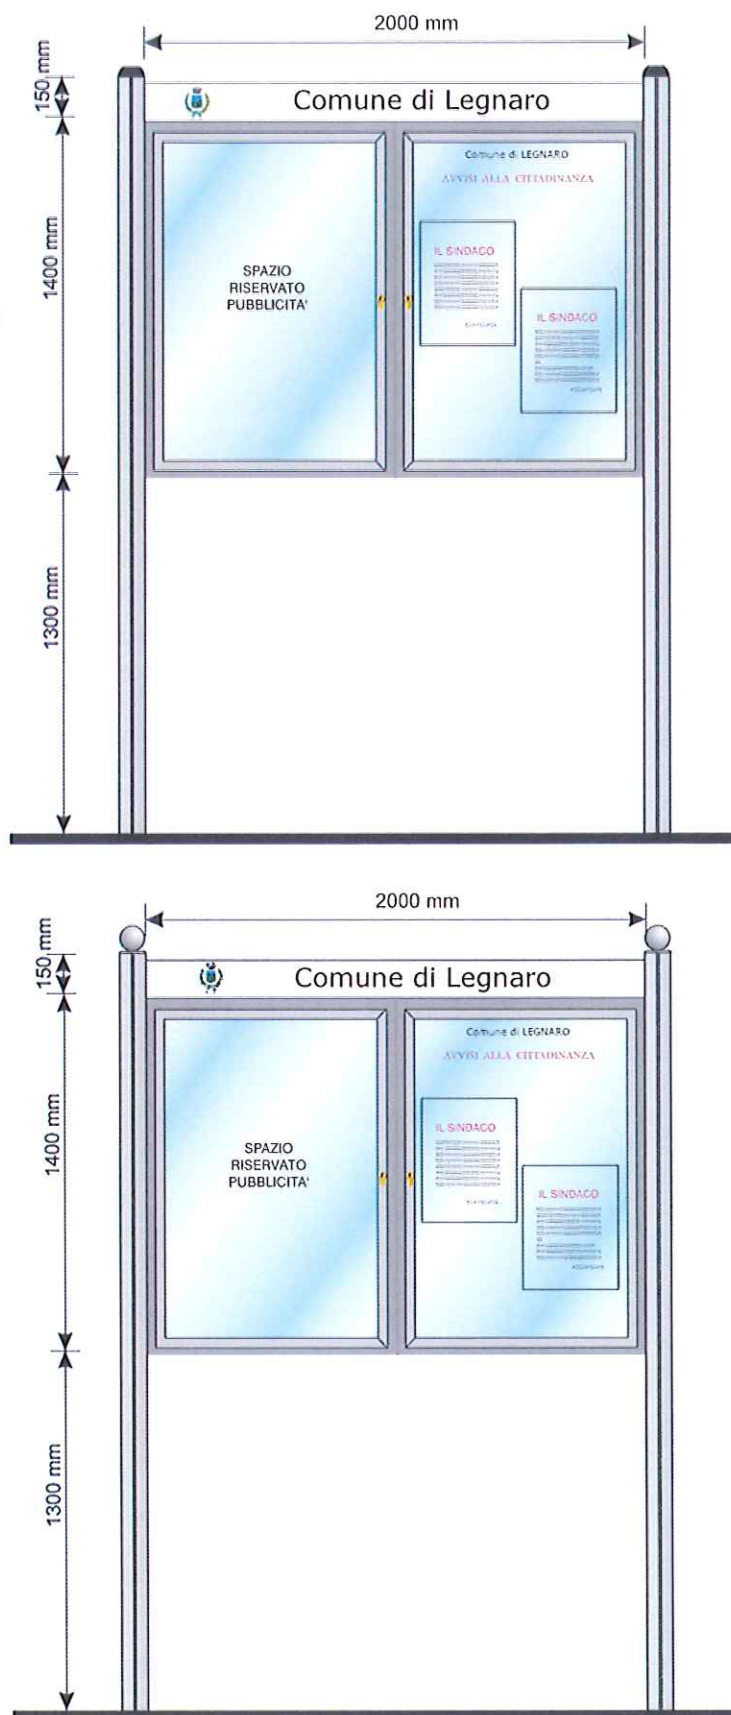 2000 mm
150 mm
Comune di Legnaro
1400 mm
Comune di LEGNARO
AVVISI ALLA CITTADINANZA
SPAZIO
RISERVATO
PUBBLICITA'
IL SINDACO
IL SINDACO
1300 mm
2000 mm
150 mm
Comune di Legnaro
1400 mm
Comune di LEGNARO
AVVISI ALLA CITTADINANZA
SPAZIO
RISERVATO
PUBBLICITA'
IL SINDACO
IL SINDACO
1300 mm